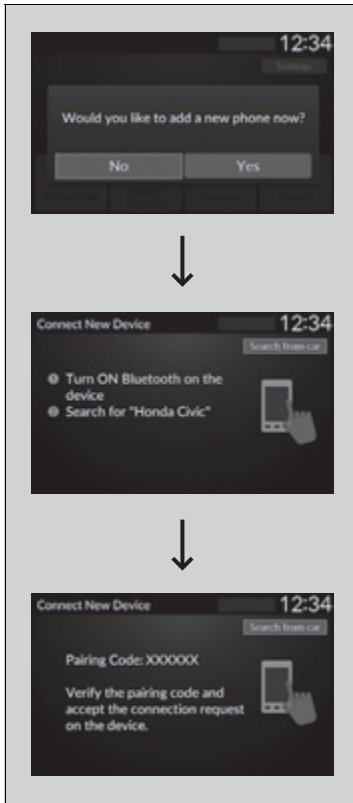 12:34
Settings
Would you like to add a new phone now?
No Yes
Connect New Device 12:34
Search from car
❶ Turn ON Bluetooth on the
device
❷ Search for "Honda Civic"
Connect New Device 12:34
Search from car
Pairing Code: XXXXXX
Verify the pairing code and
accept the connection request
on the device.